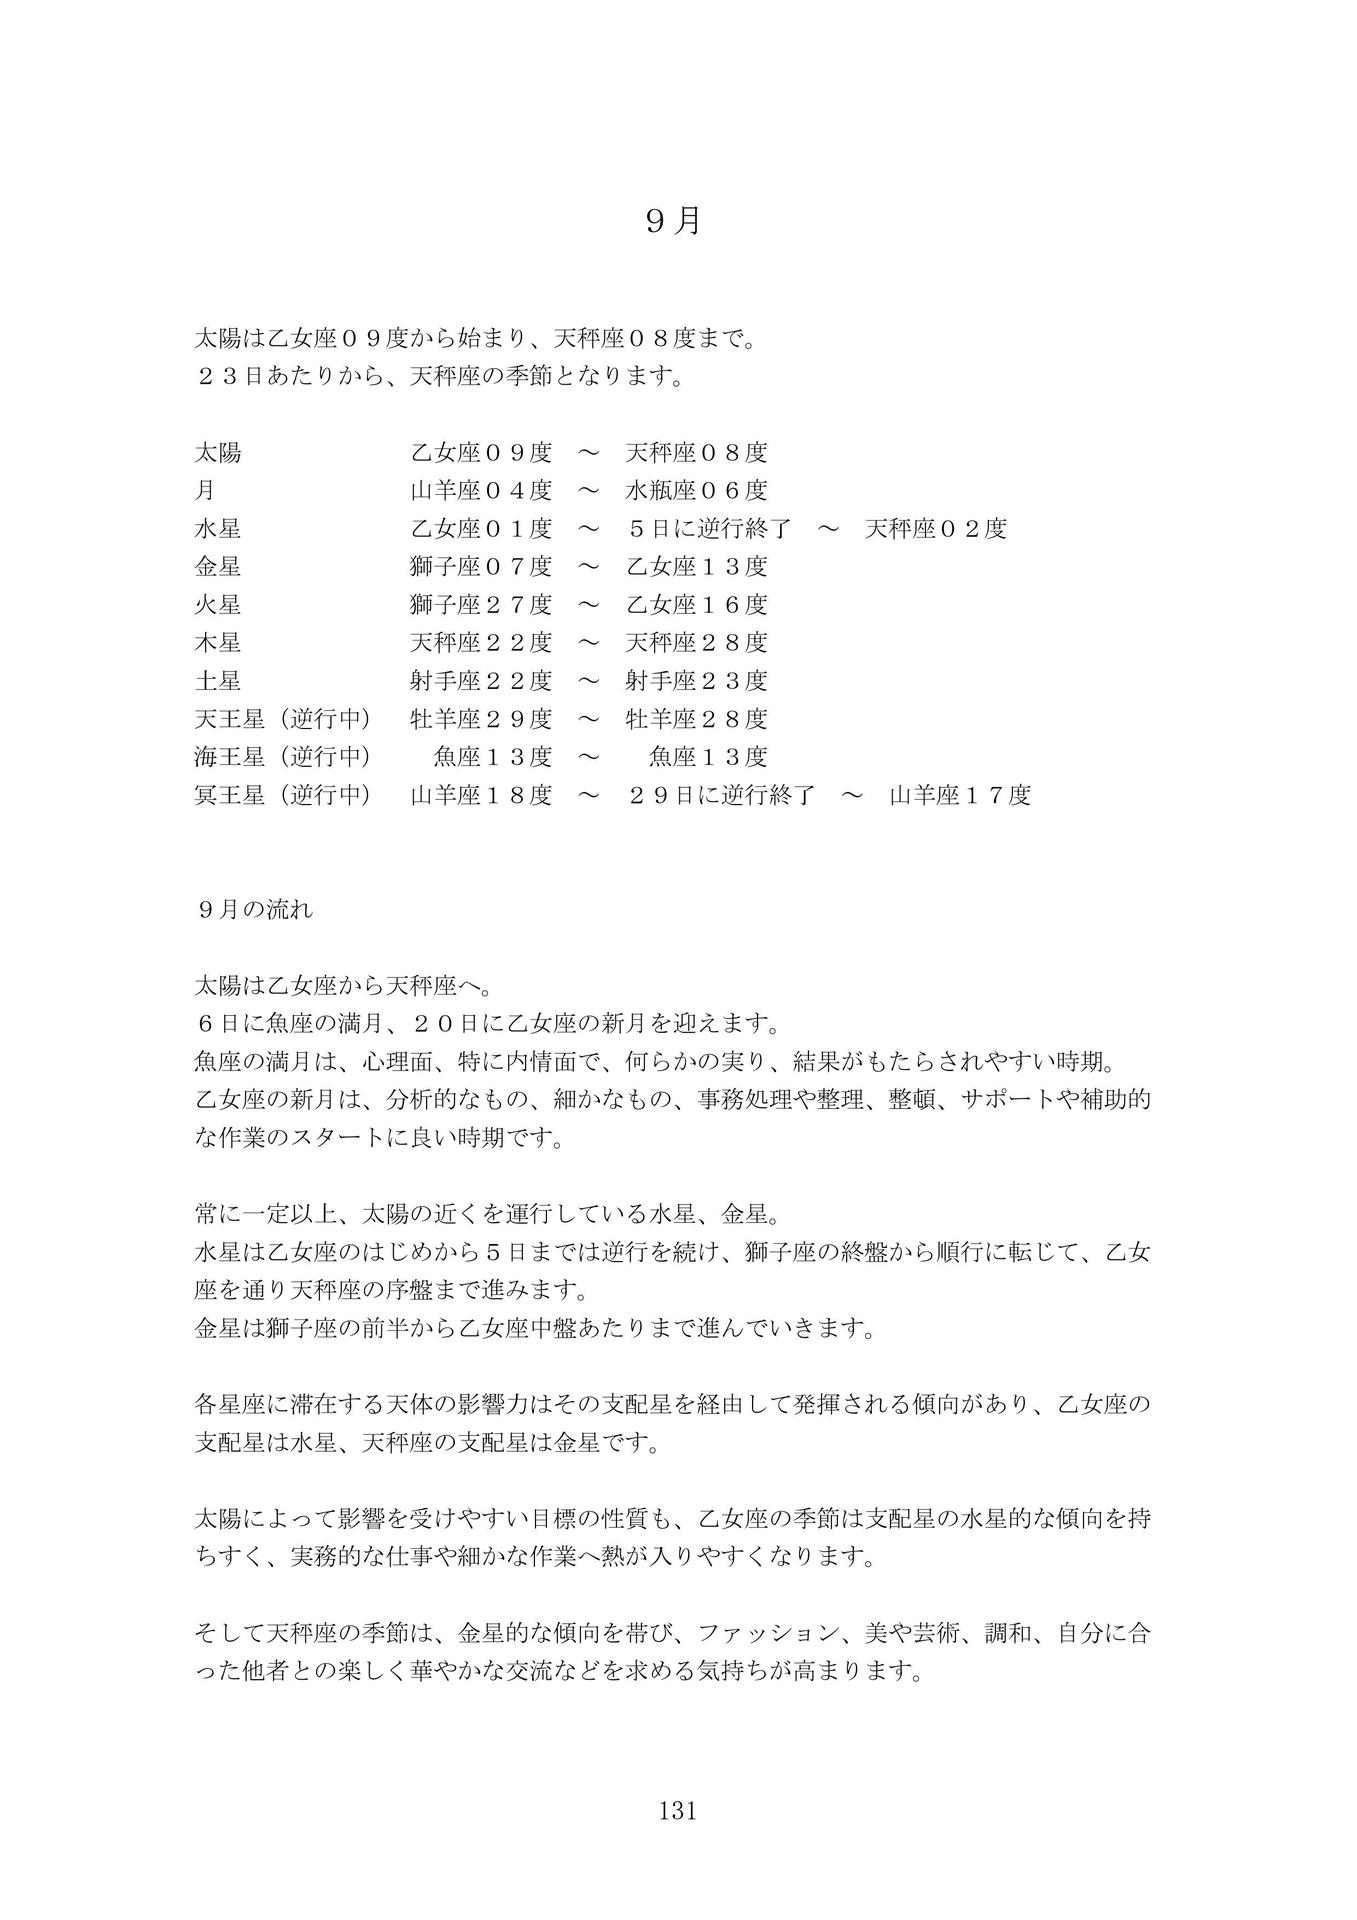 ９月
太陽は乙女座０９度から始まり、天秤座０８度まで。
２３日あたりから、天秤座の季節となります。
太陽　　　　　　　乙女座０９度　～　天秤座０８度
月　　　　　　　　山羊座０４度　～　水瓶座０６度
水星　　　　　　　乙女座０１度　～　５日に逆行終了　～　天秤座０２度
金星　　　　　　　獅子座０７度　～　乙女座１３度
火星　　　　　　　獅子座２７度　～　乙女座１６度
木星　　　　　　　天秤座２２度　～　天秤座２８度
土星　　　　　　　射手座２２度　～　射手座２３度
天王星（逆行中）　牡羊座２９度　～　牡羊座２８度
海王星（逆行中）　　魚座１３度　～　　魚座１３度
冥王星（逆行中）　山羊座１８度　～　２９日に逆行終了　～　山羊座１７度
９月の流れ
太陽は乙女座から天秤座へ。
６日に魚座の満月、２０日に乙女座の新月を迎えます。
魚座の満月は、心理面、特に内情面で、何らかの実り、結果がもたらされやすい時期。
乙女座の新月は、分析的なもの、細かなもの、事務処理や整理、整頓、サポートや補助的
な作業のスタートに良い時期です。
常に一定以上、太陽の近くを運行している水星、金星。
水星は乙女座のはじめから５日までは逆行を続け、獅子座の終盤から順行に転じて、乙女
座を通り天秤座の序盤まで進みます。
金星は獅子座の前半から乙女座中盤あたりまで進んでいきます。
各星座に滞在する天体の影響力はその支配星を経由して発揮される傾向があり、乙女座の
支配星は水星、天秤座の支配星は金星です。
太陽によって影響を受けやすい目標の性質も、乙女座の季節は支配星の水星的な傾向を持
ちすく、実務的な仕事や細かな作業へ熱が入りやすくなります。
そして天秤座の季節は、金星的な傾向を帯び、ファッション、美や芸術、調和、自分に合
った他者との楽しく華やかな交流などを求める気持ちが高まります。
131